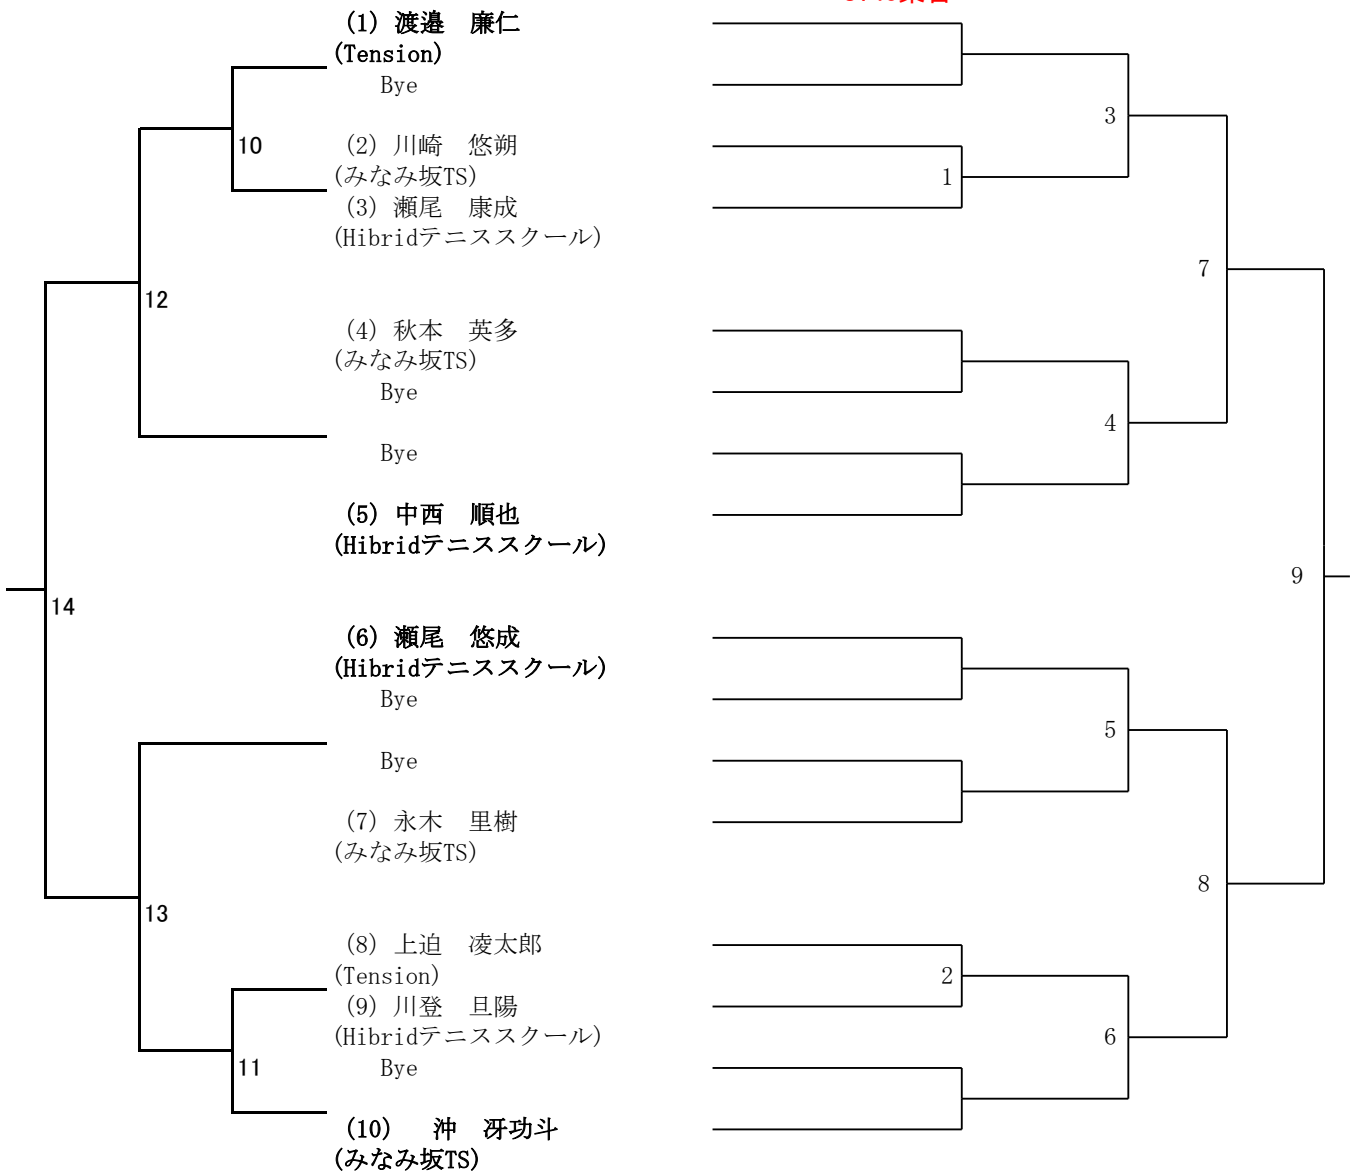 (1) 渡邉　廉仁
(Tension)
Bye
3
10
(2) 川崎　悠朔
1
(みなみ坂TS)
(3) 瀬尾　康成
(Hibridテニススクール)
7
12
(4) 秋本　英多
(みなみ坂TS)
Bye
4
Bye
(5) 中西　順也
(Hibridテニススクール)
9
14
(6) 瀬尾　悠成
(Hibridテニススクール)
Bye
5
Bye
(7) 永木　里樹
(みなみ坂TS)
8
13
(8) 上迫　凌太郎
(Tension)
2
(9) 川登　旦陽
(Hibridテニススクール)
6
11
Bye
(10)　沖　冴功斗
(みなみ坂TS)